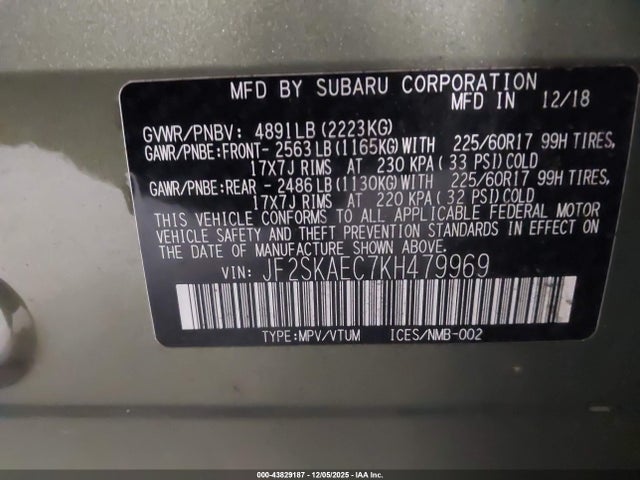 MFD BY SUBARU CORPORATION
MFD IN 12/18
GVWR/PNBV: 4891LB(2223KG)
GAWR/PNBE:FRONT- 2563LB(1165KG)WITH 225/60R17 99H TIRES,
17X7J RIMS AT 230 KPA(33 PSI)COLD
GAWR/PNBE:REAR - 2486LB(1130KG)WITH 225/60R17 99H TIRES,
17X7J RIMS AT 220 KPA(32 PSI)COLD
THIS VEHICLE CONFORMS TO ALL APPLICABLE FEDERAL MOTOR
VEHICLE SAFETY AND THEFT PREVENTION STANDARDS IN EFFECT ON
THE DATE OF MANUFACTURE SHOWN ABOVE.
VIN: JF2SKAEC7KH479969
TYPE:MPV/VTUM ICES/NMB-002
000-43829187 - 12/05/2025 - IAA Inc.